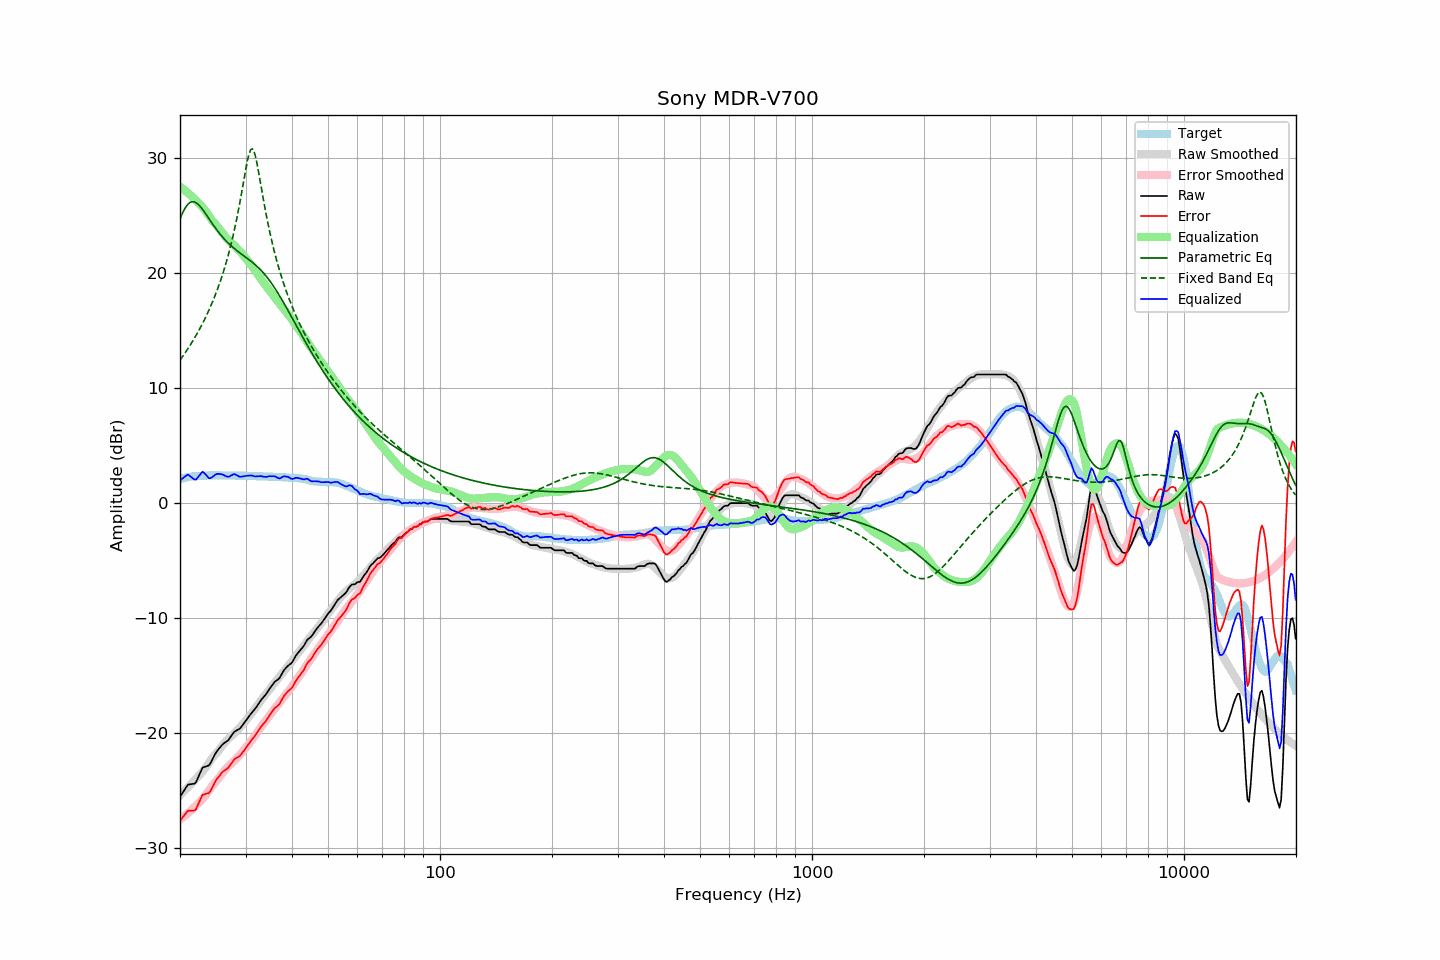 Sony MDR-V700
Amplitude (dBr)
30
20
10
0
−10
−20
−30
Target
Raw Smoothed
Error Smoothed
Raw
Error
Equalization
Parametric Eq
Fixed Band Eq
Equalized
100
1000
10000
Frequency (Hz)